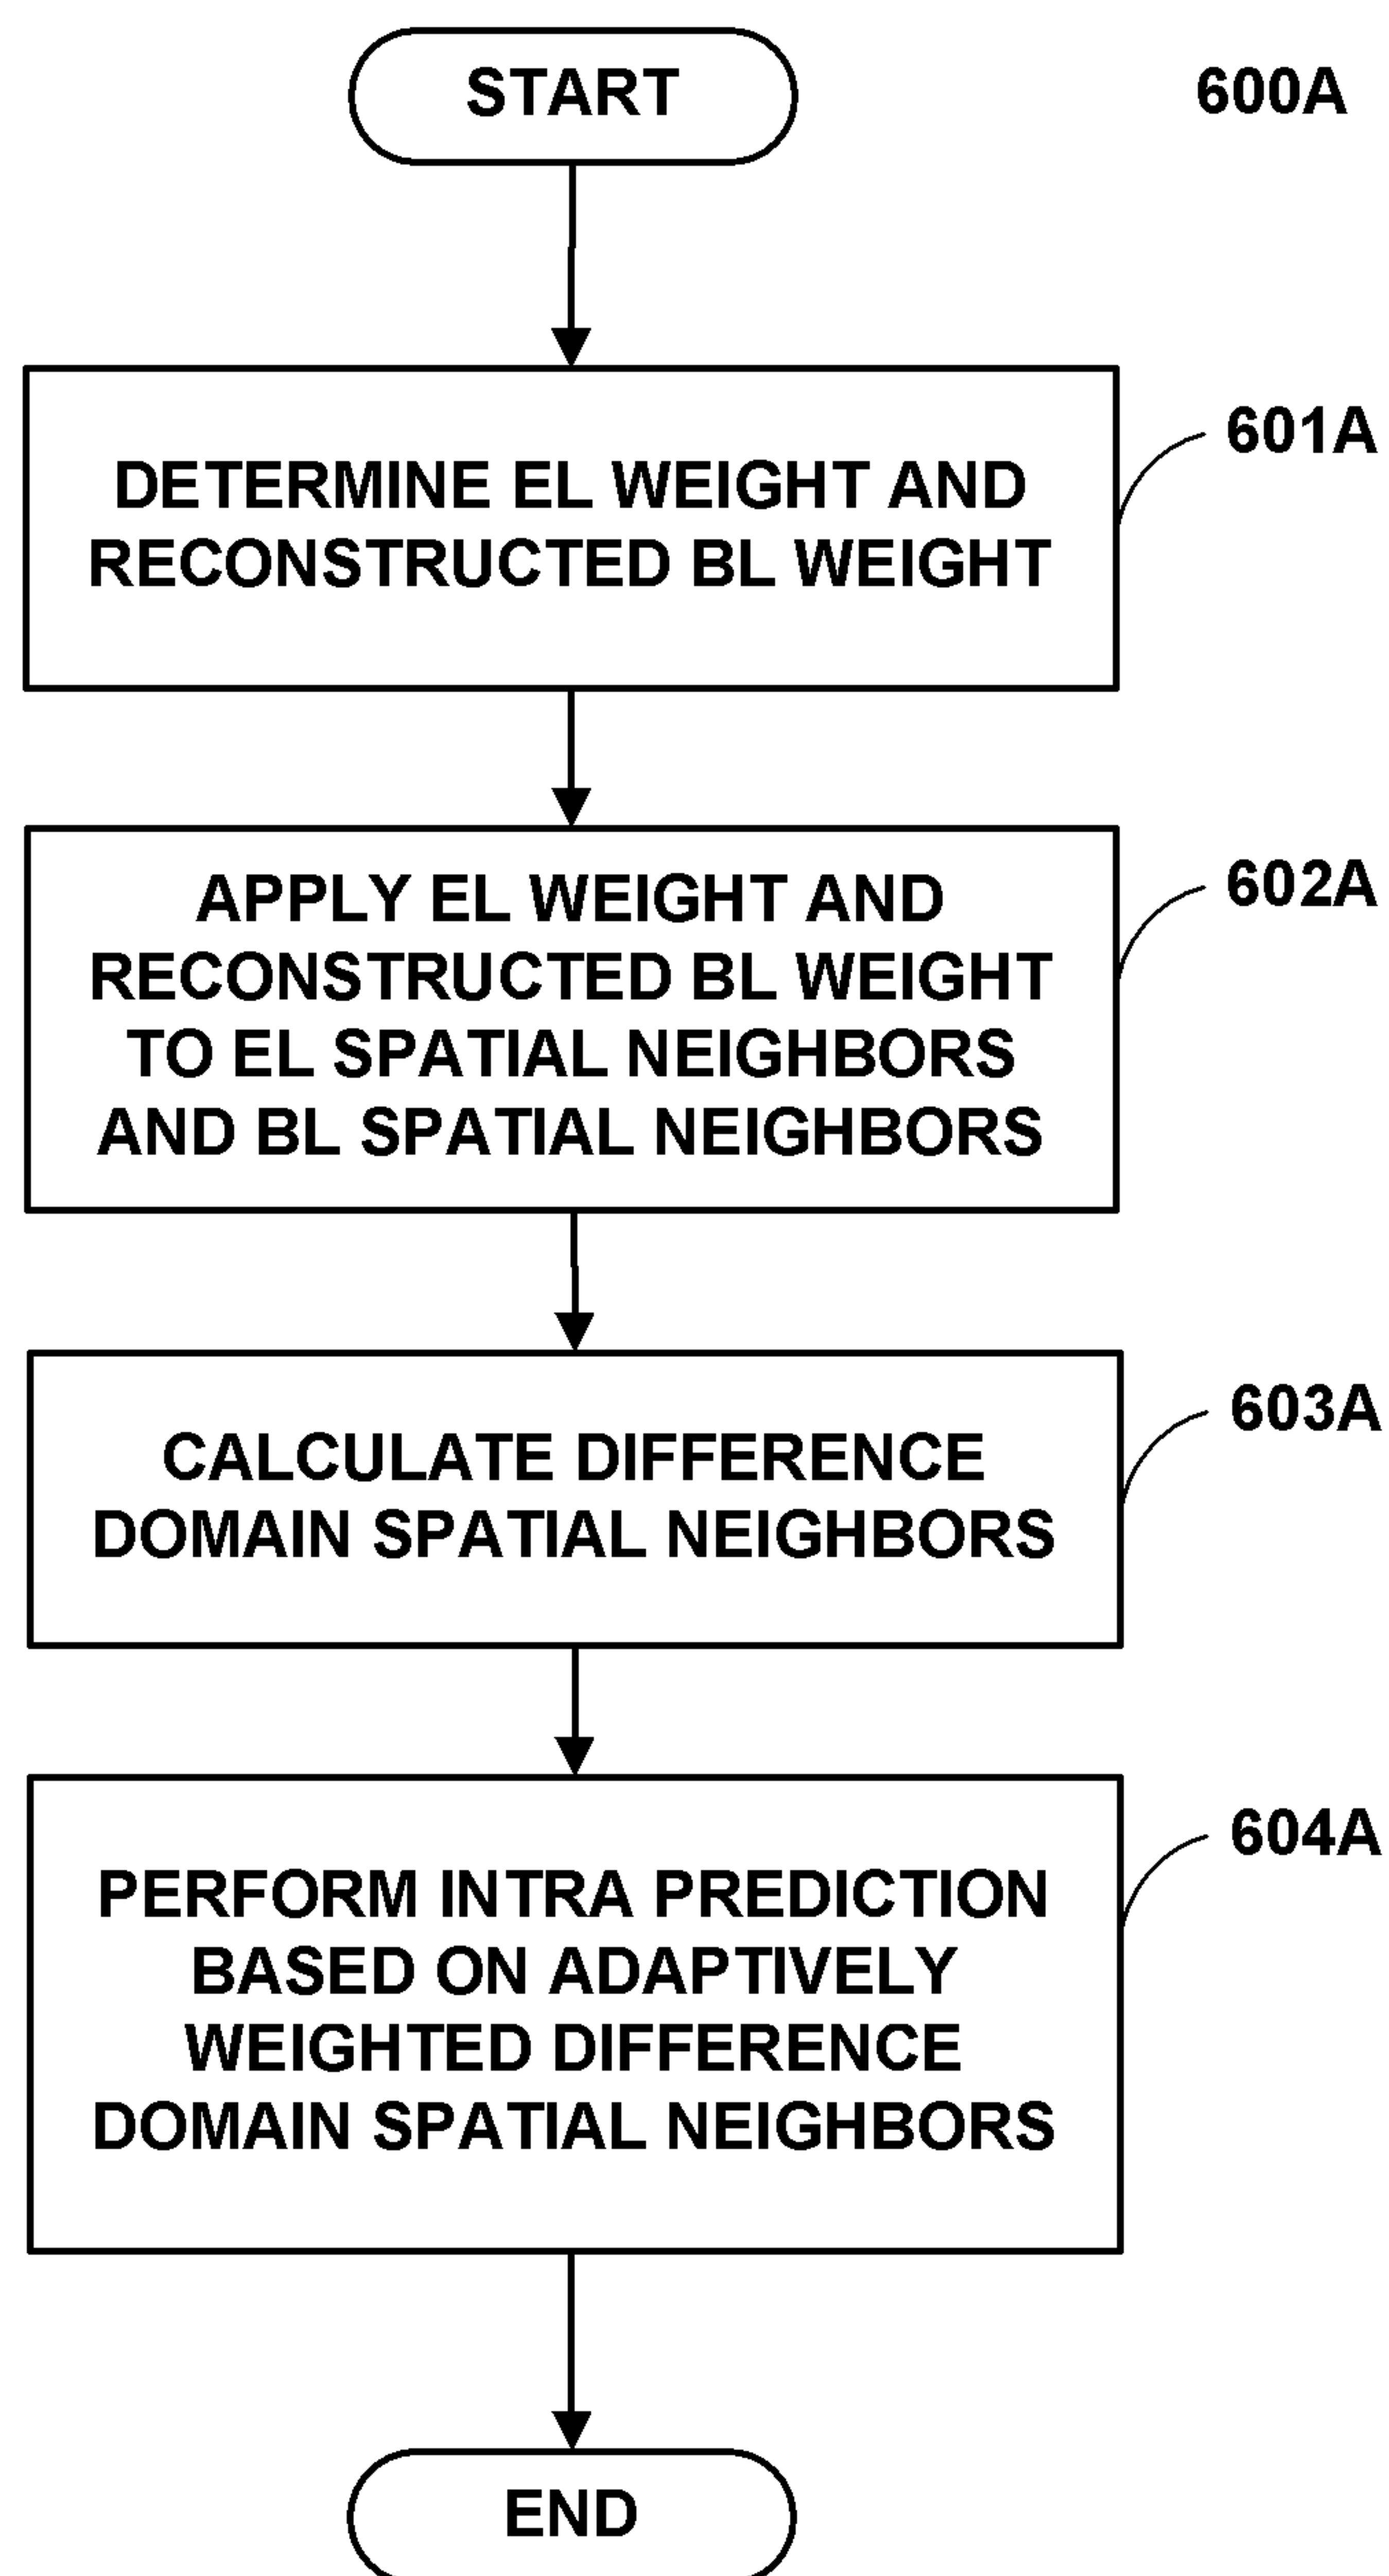 START
600A
601A
DETERMINE EL WEIGHT AND
RECONSTRUCTED BL WEIGHT
602A
APPLY EL WEIGHT AND
RECONSTRUCTED BL WEIGHT
TO EL SPATIAL NEIGHBORS
AND BL SPATIAL NEIGHBORS
603A
CALCULATE DIFFERENCE
DOMAIN SPATIAL NEIGHBORS
604A
PERFORM INTRA PREDICTION
BASED ON ADAPTIVELY
WEIGHTED DIFFERENCE
DOMAIN SPATIAL NEIGHBORS
END